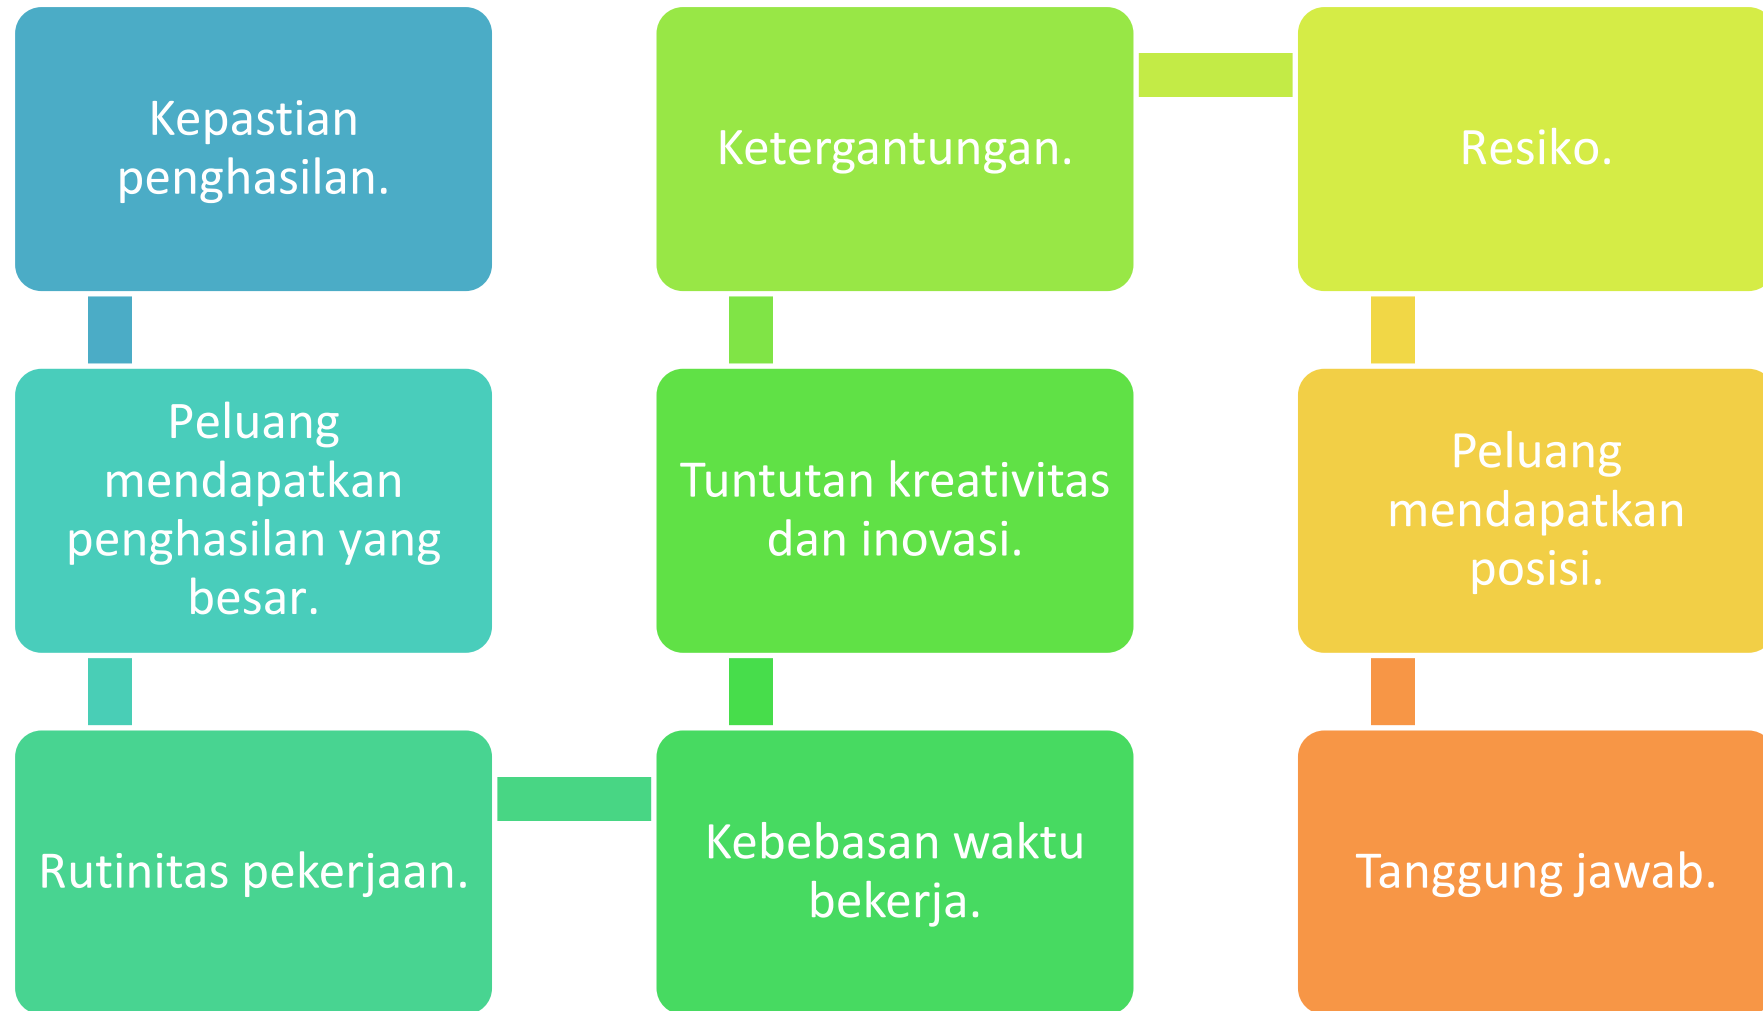 Kepastian
penghasilan.
Peluang
mendapatkan
penghasilan yang
besar.
Rutinitas pekerjaan.
Kebebasan waktu
bekerja.
Tuntutan kreativitas
dan inovasi.
Ketergantungan.
Resiko.
Peluang
mendapatkan
posisi.
Tanggung jawab.